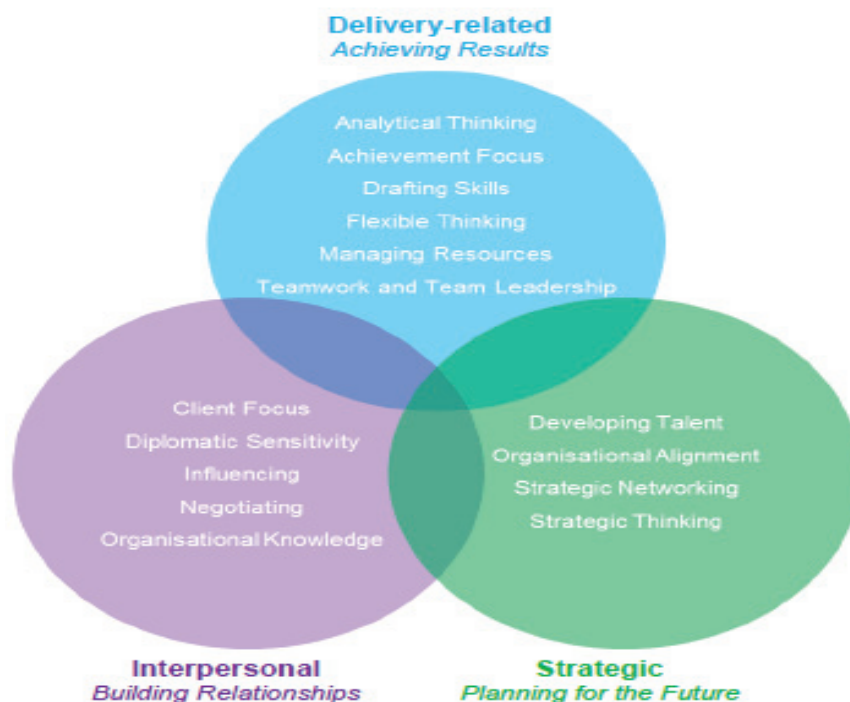 Delivery-related
Achieving Results
Analytical Thinking
Achievement Focus
Drafting Skills
Flexible Thinking
Managing Resources
Teamwork and Team Leadership
Client Focus
Diplomatic Sensitivity
Influencing
Negotiating
Organisational Knowledge
Developing Talent
Organisational Alignment
Strategic Networking
Strategic Thinking
Interpersonal
Building Relationships
Strategic
Planning for the Future